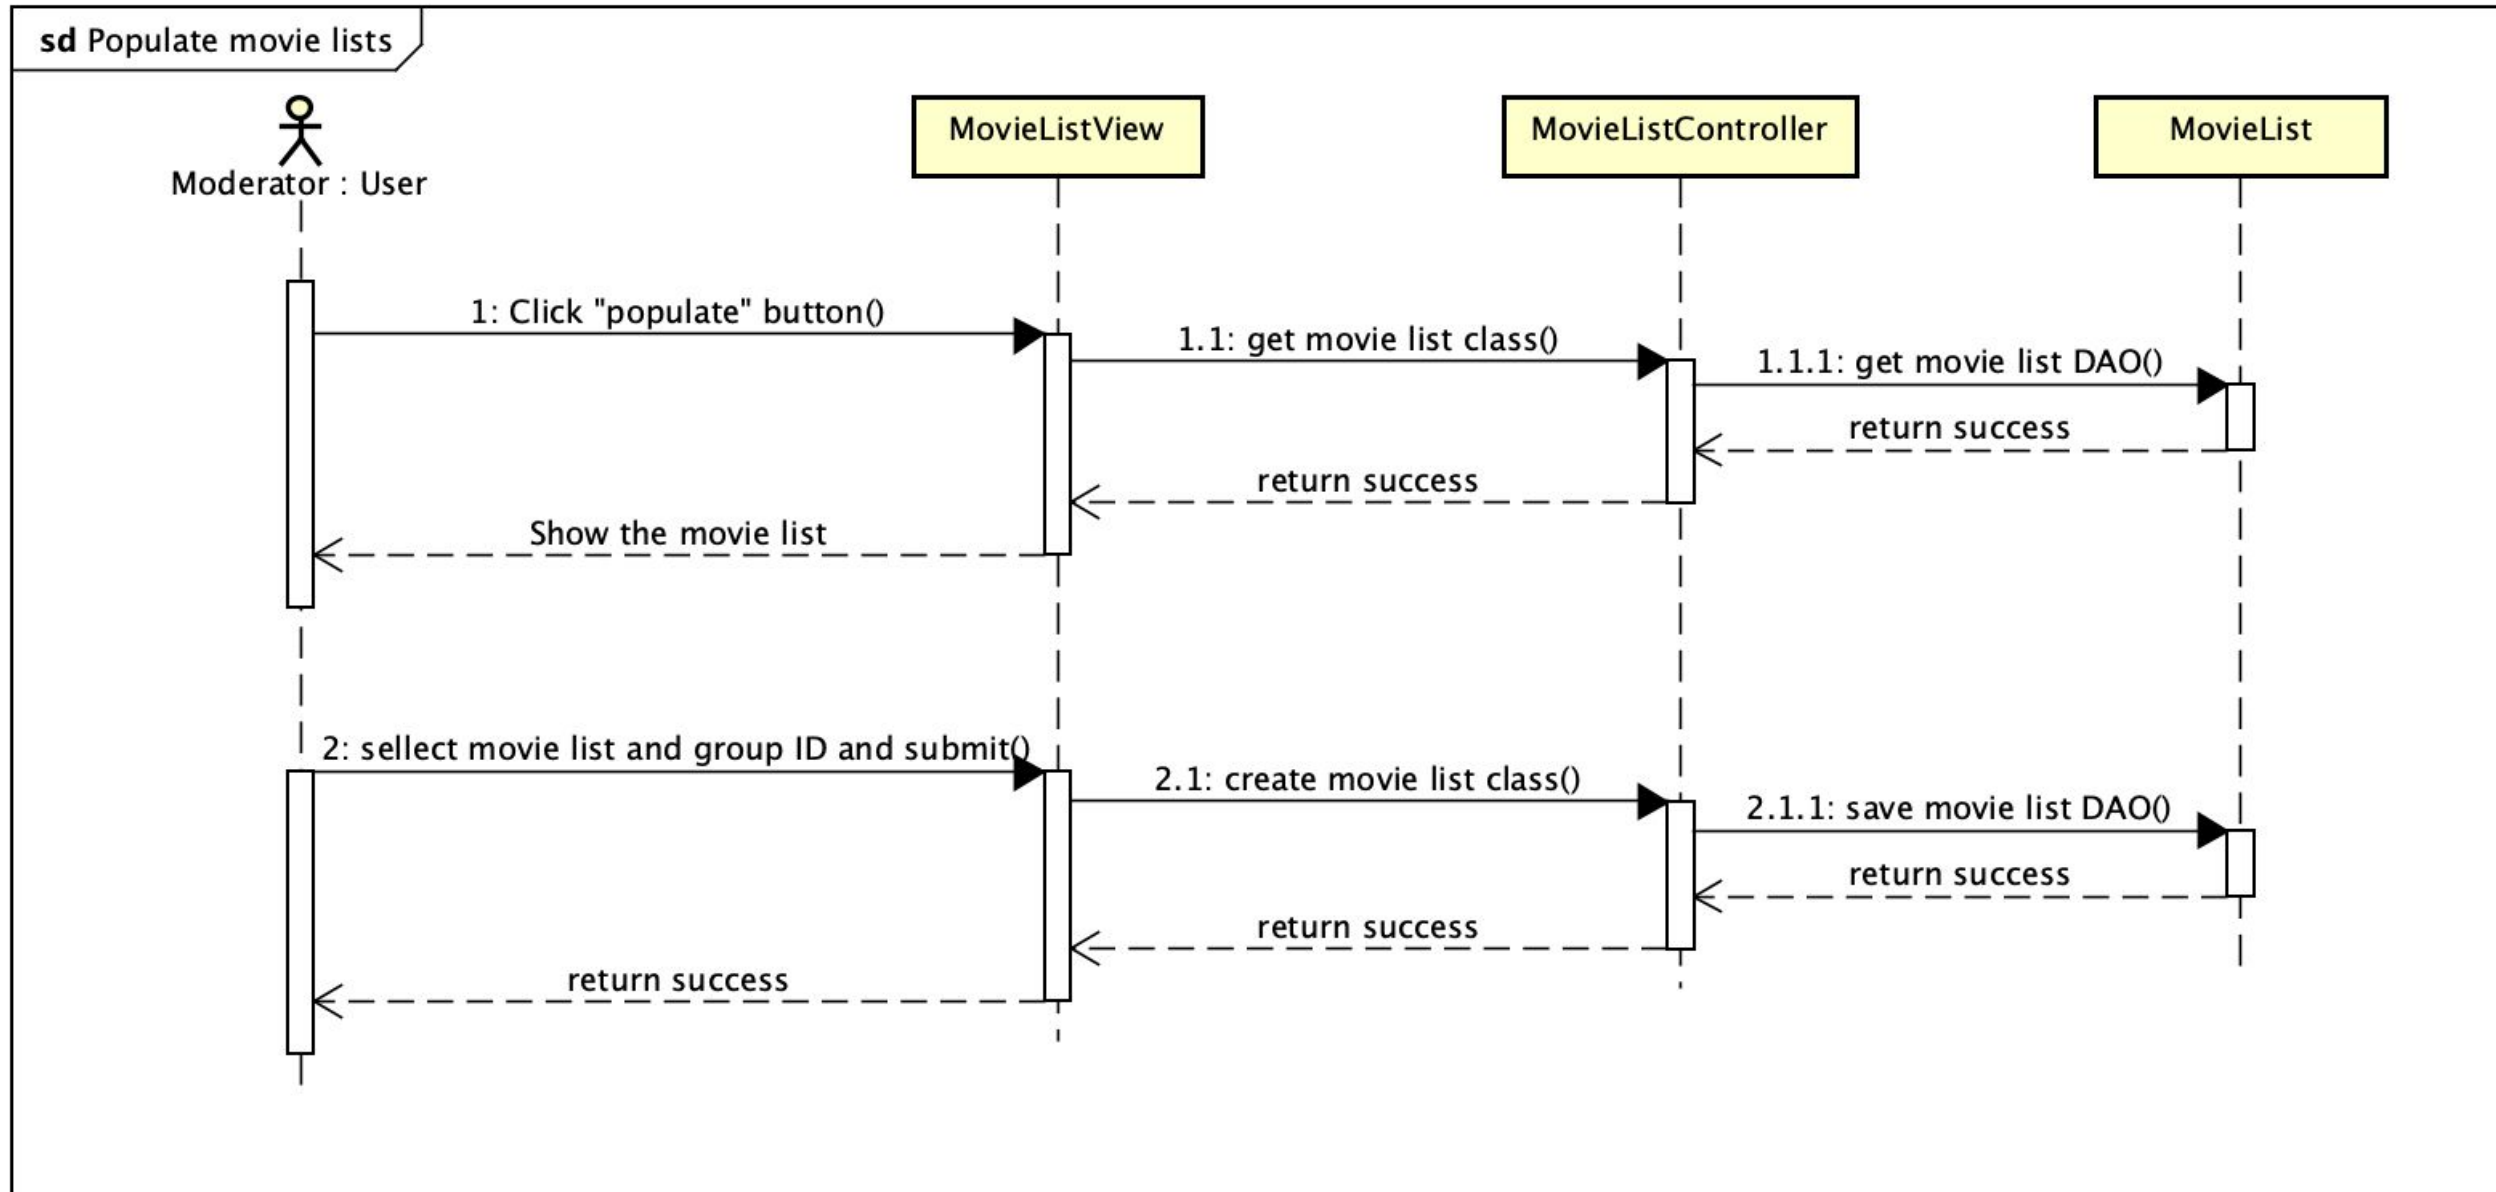 sd Populate movie lists
Moderator : User
MovieListView
MovieListController
MovieList
1: Click "populate" button()
1.1: get movie list class()
1.1.1: get movie list DAO()
return success
return success
Show the movie list
2: sellect movie list and group ID and submit()
2.1: create movie list class()
2.1.1: save movie list DAO()
return success
return success
return success